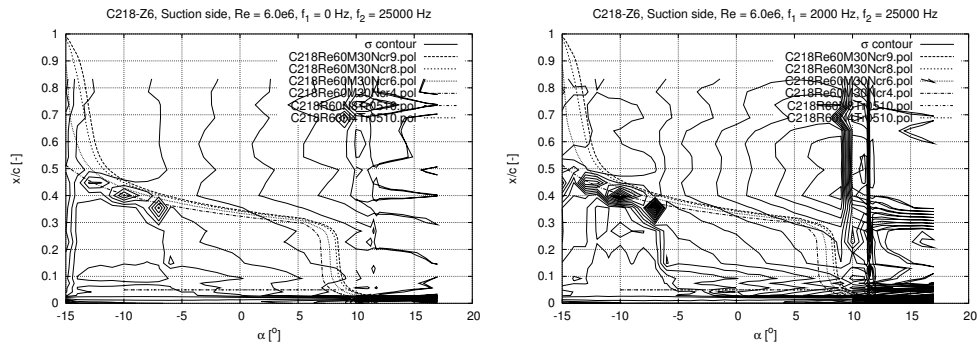 C218-Z6, Suction side, Re = 6.0e6, f1 = 0 Hz, f2 = 25000 Hz
σ contour
C218Re60M30Ncr9.pol
C218Re60M30Ncr8.pol
C218Re60M30Ncr6.pol
C218Re60M30Ncr4.pol
C218R60N4Tr0510.pol
x/c [-]
1
0.9
0.8
0.7
0.6
0.5
0.4
0.3
0.2
0.1
0
-15 -10 -5 0 5 10 15 20
α [o]
C218-Z6, Suction side, Re = 6.0e6, f1 = 2000 Hz, f2 = 25000 Hz
σ contour
C218Re60M30Ncr9.pol
C218Re60M30Ncr8.pol
C218Re60M30Ncr6.pol
C218Re60M30Ncr4.pol
x/c [-]
1
0.9
0.8
0.7
0.6
0.5
0.4
0.3
0.2
0.1
0
-15 -10 -5 0 5 10 15 20
α [o]